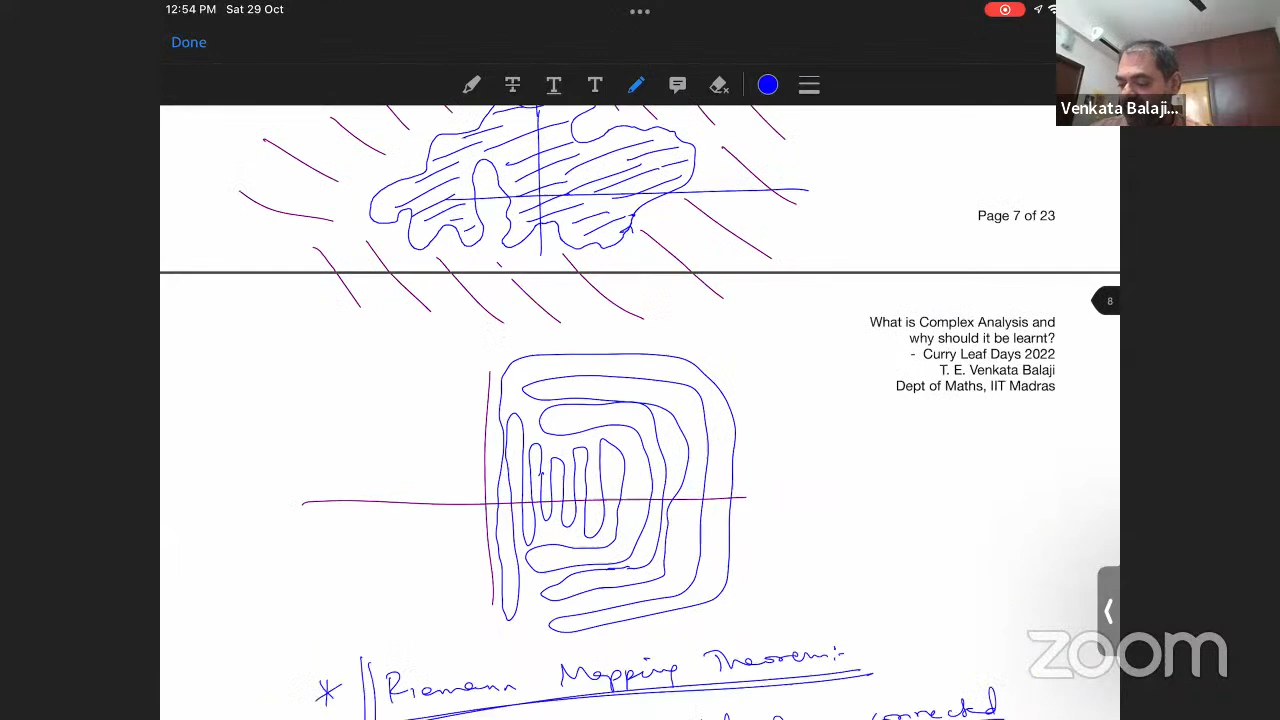 12:54 PM Sat 29 Oct
Done
Venkata Balaji...
Page 7 of 23
8
What is Complex Analysis and
why should it be learnt?
- Curry Leaf Days 2022
T. E. Venkata Balaji
Dept of Maths, IIT Madras
* Riemann Mapping Theorem:-
connected
zoom